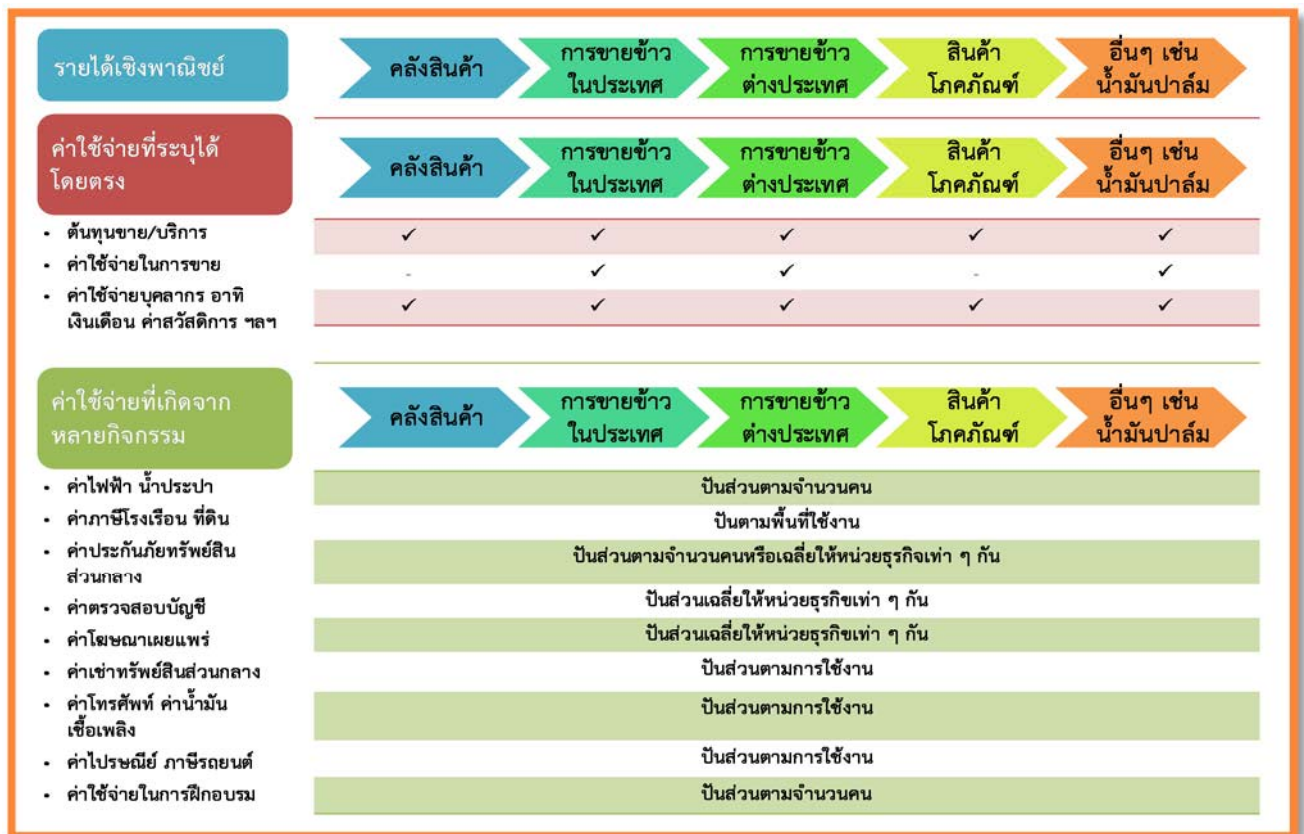 รายได้เชิงพาณิชย์
คลังสินค้า
การขายข้าว
ในประเทศ
การขายข้าว
ต่างประเทศ
สินค้า
โภคภัณฑ์
อื่นๆ เช่น
น้ำมันปาล์ม
ค่าใช้จ่ายที่ระบุได้
โดยตรง
คลังสินค้า
การขายข้าว
ในประเทศ
การขายข้าว
ต่างประเทศ
สินค้า
โภคภัณฑ์
อื่นๆ เช่น
น้ำมันปาล์ม
• ต้นทุนขาย/บริการ ✓ ✓ ✓ ✓ ✓
• ค่าใช้จ่ายในการขาย - ✓ ✓ - ✓
• ค่าใช้จ่ายบุคลากร อาทิ
เงินเดือน ค่าสวัสดิการ ฯลฯ ✓ ✓ ✓ ✓ ✓
ค่าใช้จ่ายที่เกิดจาก
หลายกิจกรรม
คลังสินค้า
การขายข้าว
ในประเทศ
การขายข้าว
ต่างประเทศ
สินค้า
โภคภัณฑ์
อื่นๆ เช่น
น้ำมันปาล์ม
• ค่าไฟฟ้า น้ำประปา ปันส่วนตามจำนวนคน
• ค่าภาษีโรงเรือน ที่ดิน ปันตามพื้นที่ใช้งาน
• ค่าประกันภัยทรัพย์สิน ปันส่วนตามจำนวนคนหรือเฉลี่ยให้หน่วยธุรกิจเท่า ๆ กัน
ส่วนกลาง
• ค่าตรวจสอบบัญชี ปันส่วนเฉลี่ยให้หน่วยธุรกิขเท่า ๆ กัน
• ค่าโฆษณาเผยแพร่ ปันส่วนเฉลี่ยให้หน่วยธุรกิขเท่า ๆ กัน
• ค่าเช่าทรัพย์สินส่วนกลาง ปันส่วนตามการใช้งาน
• ค่าโทรศัพท์ ค่าน้ำมัน ปันส่วนตามการใช้งาน
เชื้อเพลิง
• ค่าไปรษณีย์ ภาษีรถยนต์ ปันส่วนตามการใช้งาน
• ค่าใช้จ่ายในการฝึกอบรม ปันส่วนตามจำนวนคน